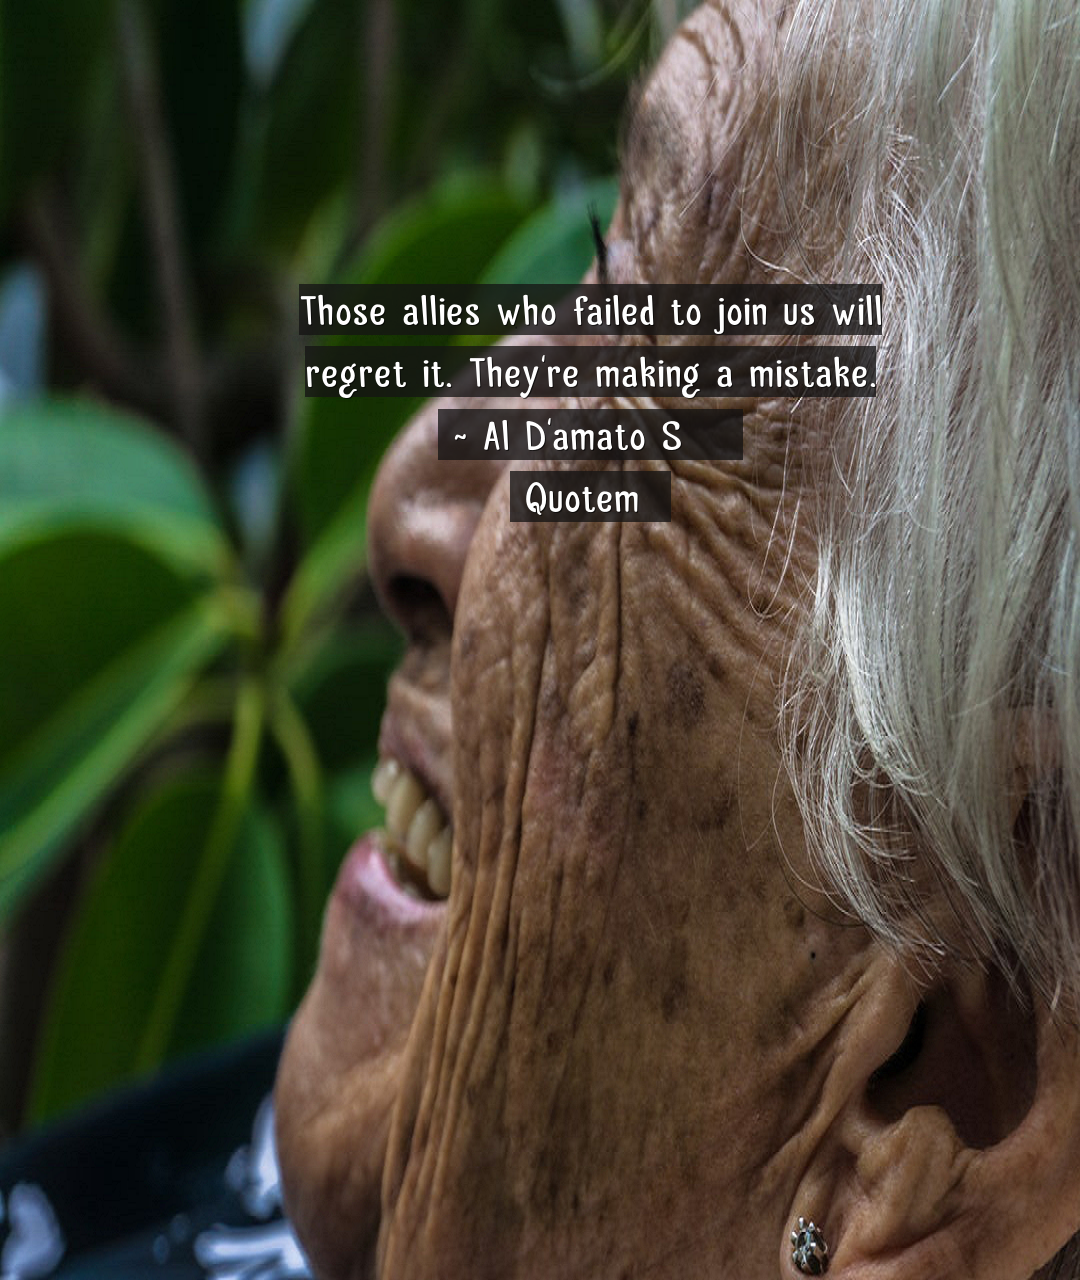 Those allies who failed to join us will
regret it. They're making a mistake.
~ Al D'amato S
Quotem